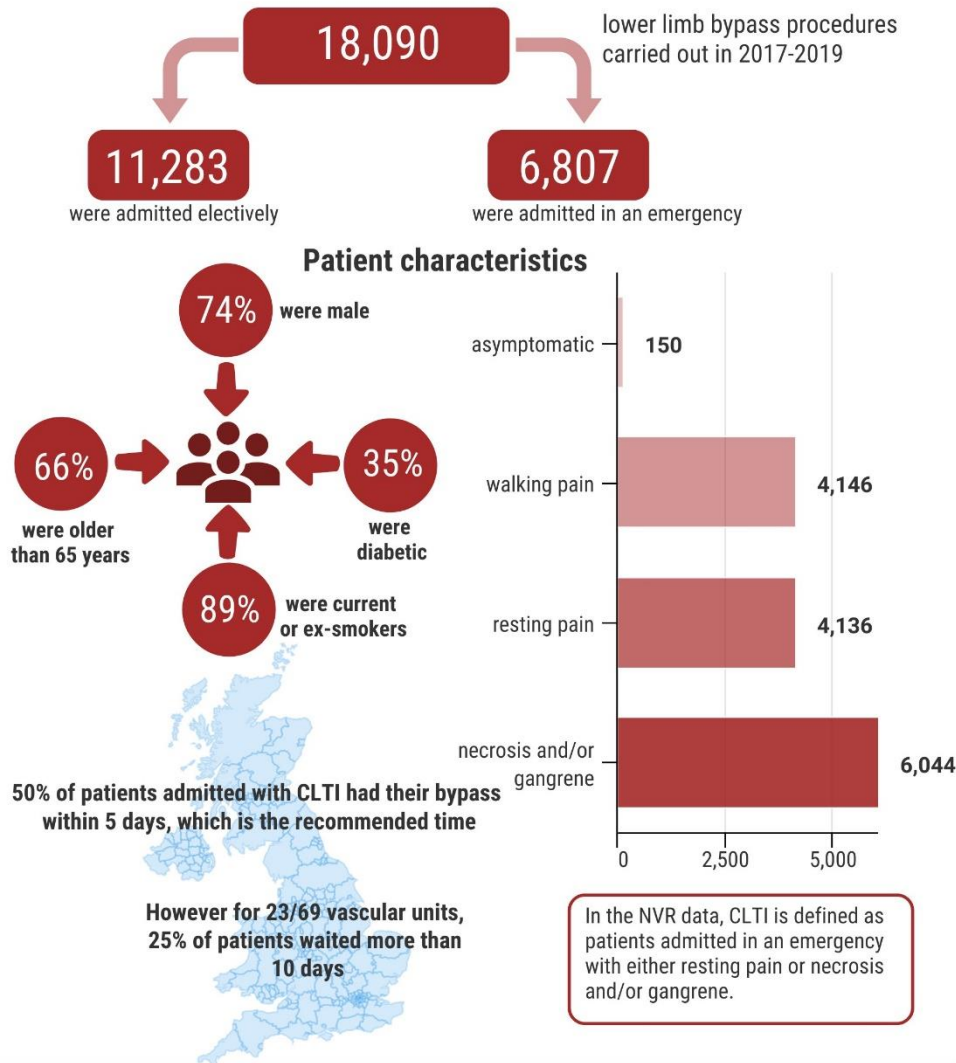 18,090
lower limb bypass procedures
carried out in 2017-2019
11,283
were admitted electively
6,807
were admitted in an emergency
Patient characteristics
74%
were male
66%
were older
than 65 years
35%
were
diabetic
89%
were current
or ex-smokers
asymptomatic
150
walking pain
4,146
resting pain
4,136
necrosis and/or
gangrene
6,044
0
2,500
5,000
50% of patients admitted with CLTI had their bypass
within 5 days, which is the recommended time
However for 23/69 vascular units,
25% of patients waited more than
10 days
In the NVR data, CLTI is defined as
patients admitted in an emergency
with either resting pain or necrosis
and/or gangrene.